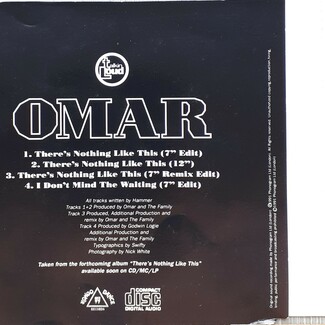 talkin loud
OMAR
1. There's Nothing Like This (7" Edit)
2. There's Nothing Like This (12")
3. There's Nothing Like This (7" Remix Edit)
4. I Don't Mind The Waiting (7" Edit)
All tracks written by Hammer
Tracks 1+2 Produced by Omar and The Family
Track 3 Produced, Additional Production and
remix by Omar and The Family
Track 4 Produced by Godwin Logie
Additional Production and
remix by Omar and The Family
Typographics by Swifty
Photography by Nick White
Taken from the forthcoming album "There's Nothing Like This"
available soon on CD/MC/LP
KONGO
DANCE
RECORDS
COMPACT
disc
DIGITAL AUDIO